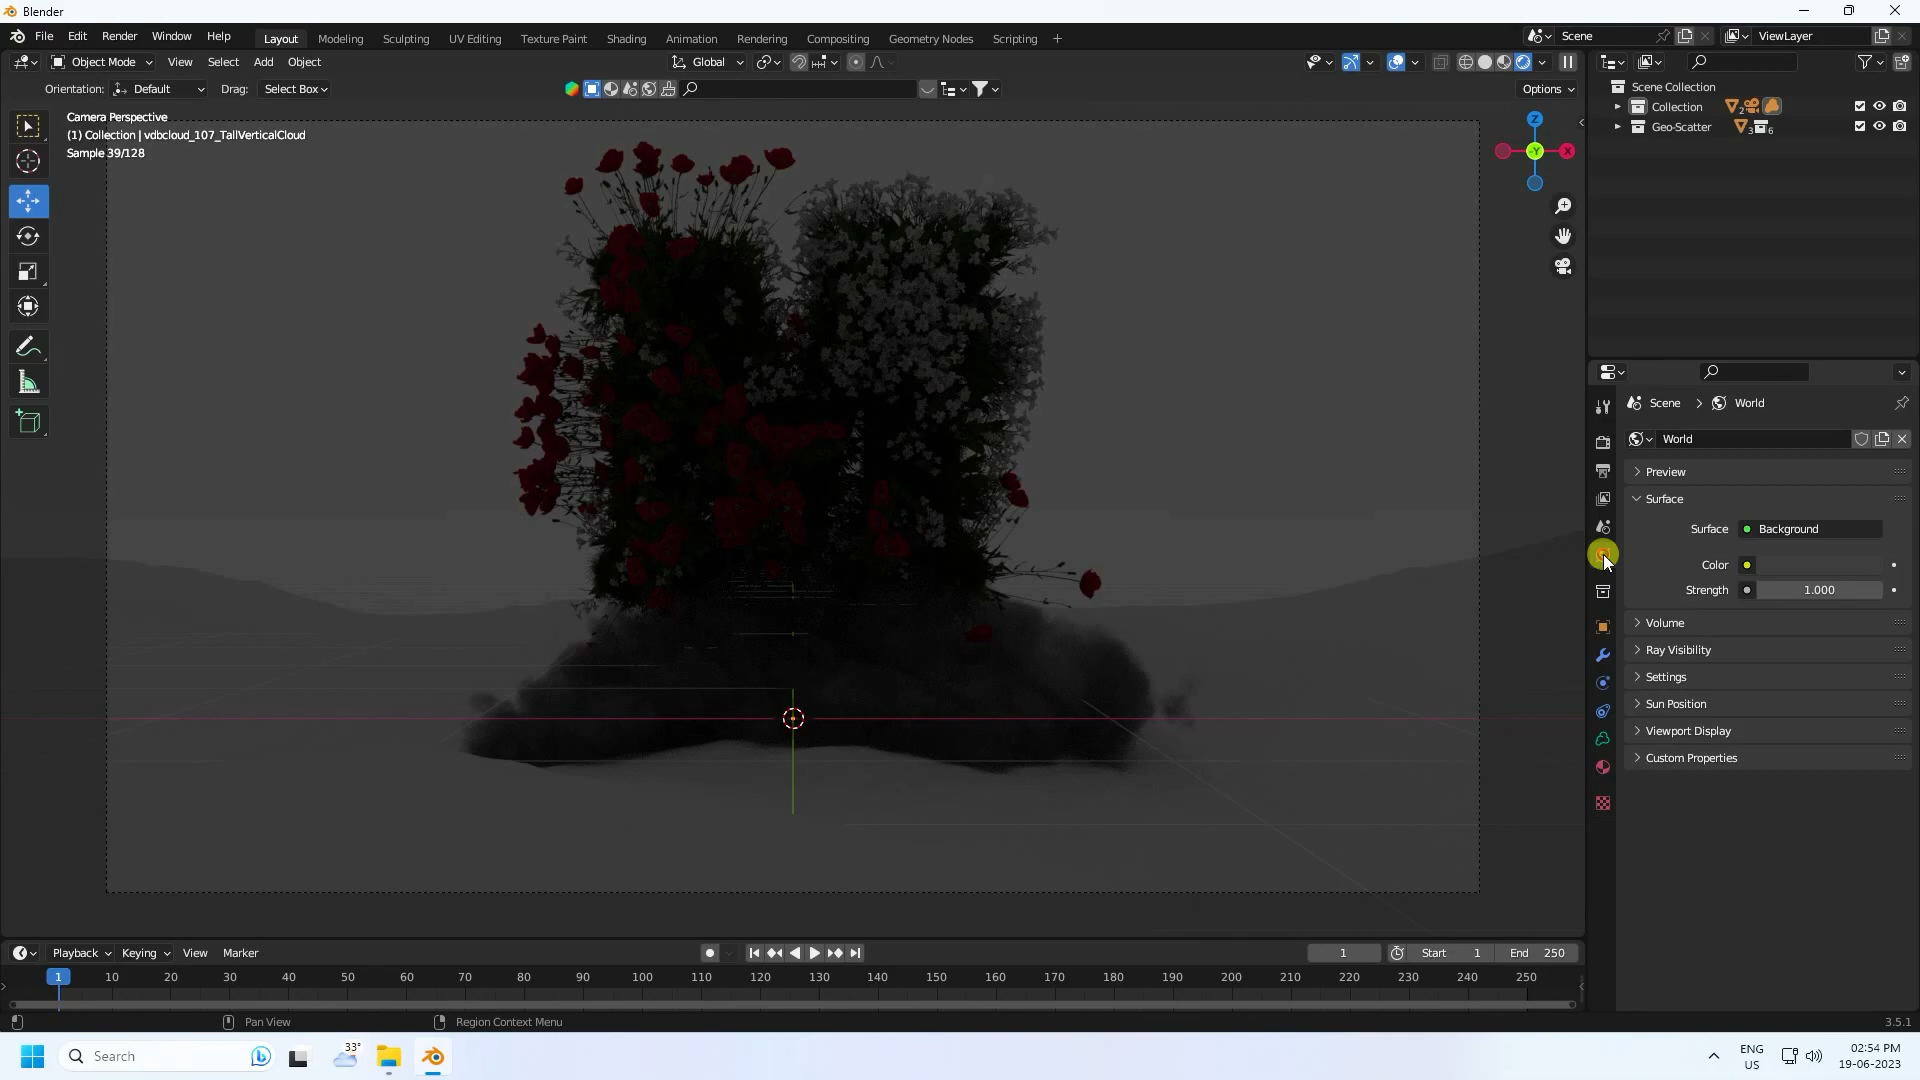 Blender
File Edit Render Window Help Layout Modeling Sculpting UV Editing Texture Paint Shading Animation Rendering Compositing Geometry Nodes Scripting Scene ViewLayer
Object Mode View Select Add Object Global
Orientation: Default Drag: Select Box Options
Camera Perspective
(1) Collection | vdbcloud_107_TallVerticalCloud
Sample 39/128
Z
-Y
X
Scene Collection
Collection 2
Geo-Scatter 3 6
Scene World
World
Preview
Surface
Surface Background
Color
Strength 1.000
Volume
Ray Visibility
Settings
Sun Position
Viewport Display
Custom Properties
Playback Keying View Marker 1 Start 1 End 250
1 10 20 30 40 50 60 70 80 90 100 110 120 130 140 150 160 170 180 190 200 210 220 230 240 250
Pan View Region Context Menu 3.5.1
Search 33° ENG US 02:54 PM
19-06-2023